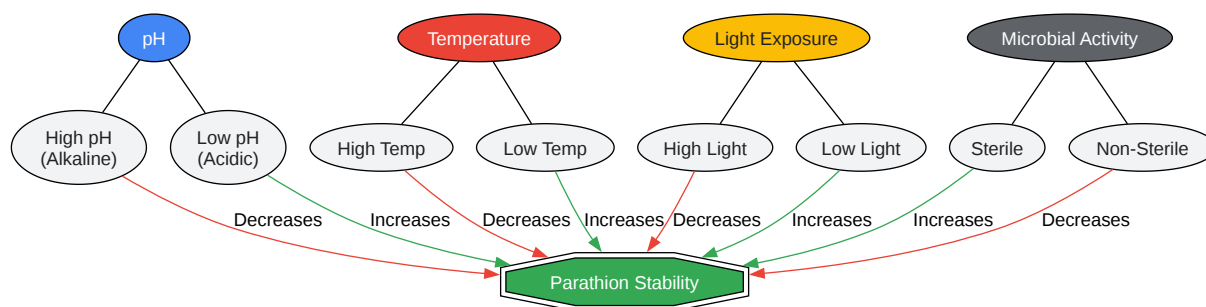 pH
Temperature
Light Exposure
Microbial Activity
High pH
(Alkaline)
Low pH
(Acidic)
High Temp
Low Temp
High Light
Low Light
Sterile
Non-Sterile
Decreases
Increases
Decreases
Increases
Decreases
Increases
Increases
Decreases
Parathion Stability